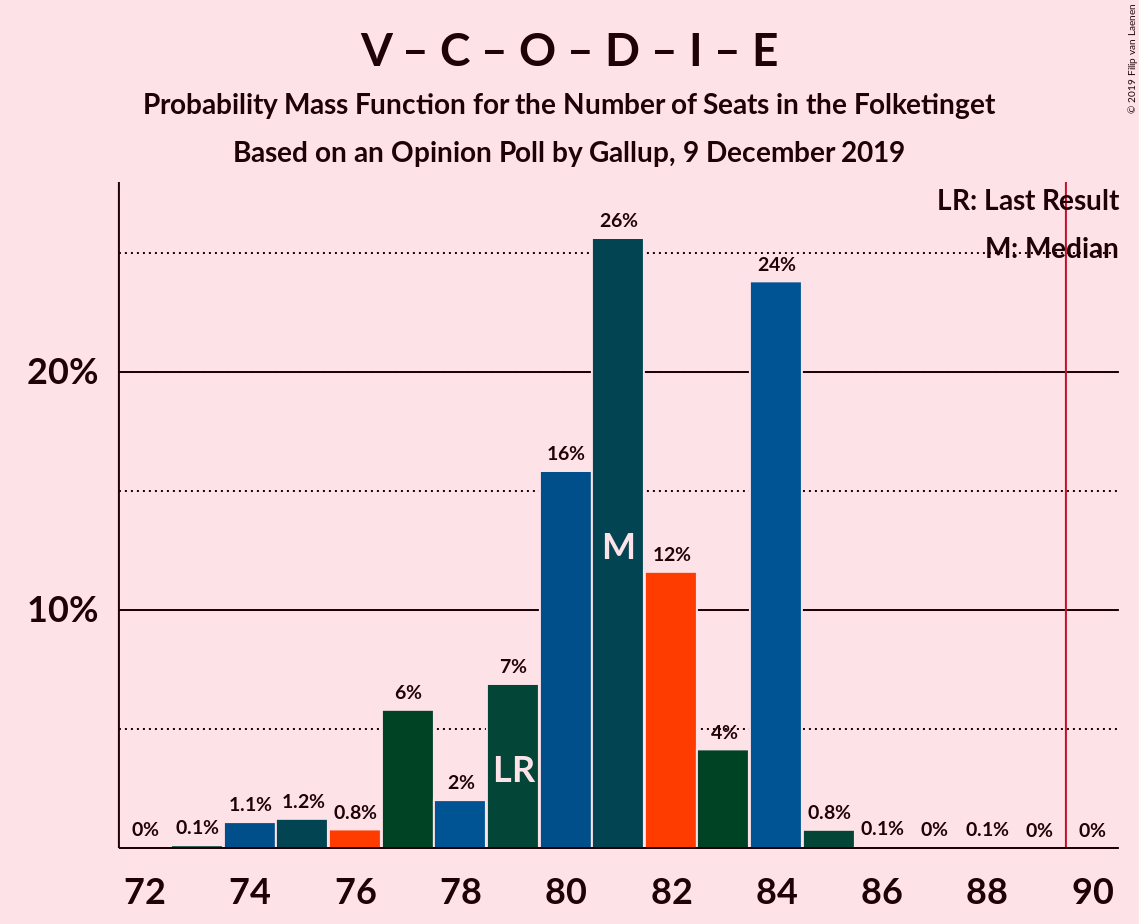 V – C – O – D – I – E
Probability Mass Function for the Number of Seats in the Folketinget
Based on an Opinion Poll by Gallup, 9 December 2019
© 2019 Filip van Laenen
LR: Last Result
M: Median
20%
10%
0%
0.1%
1.1%
1.2%
0.8%
6%
2%
7%
16%
26%
12%
4%
24%
0.8%
0.1%
0%
0.1%
0%
0%
LR
M
72 74 76 78 80 82 84 86 88 90